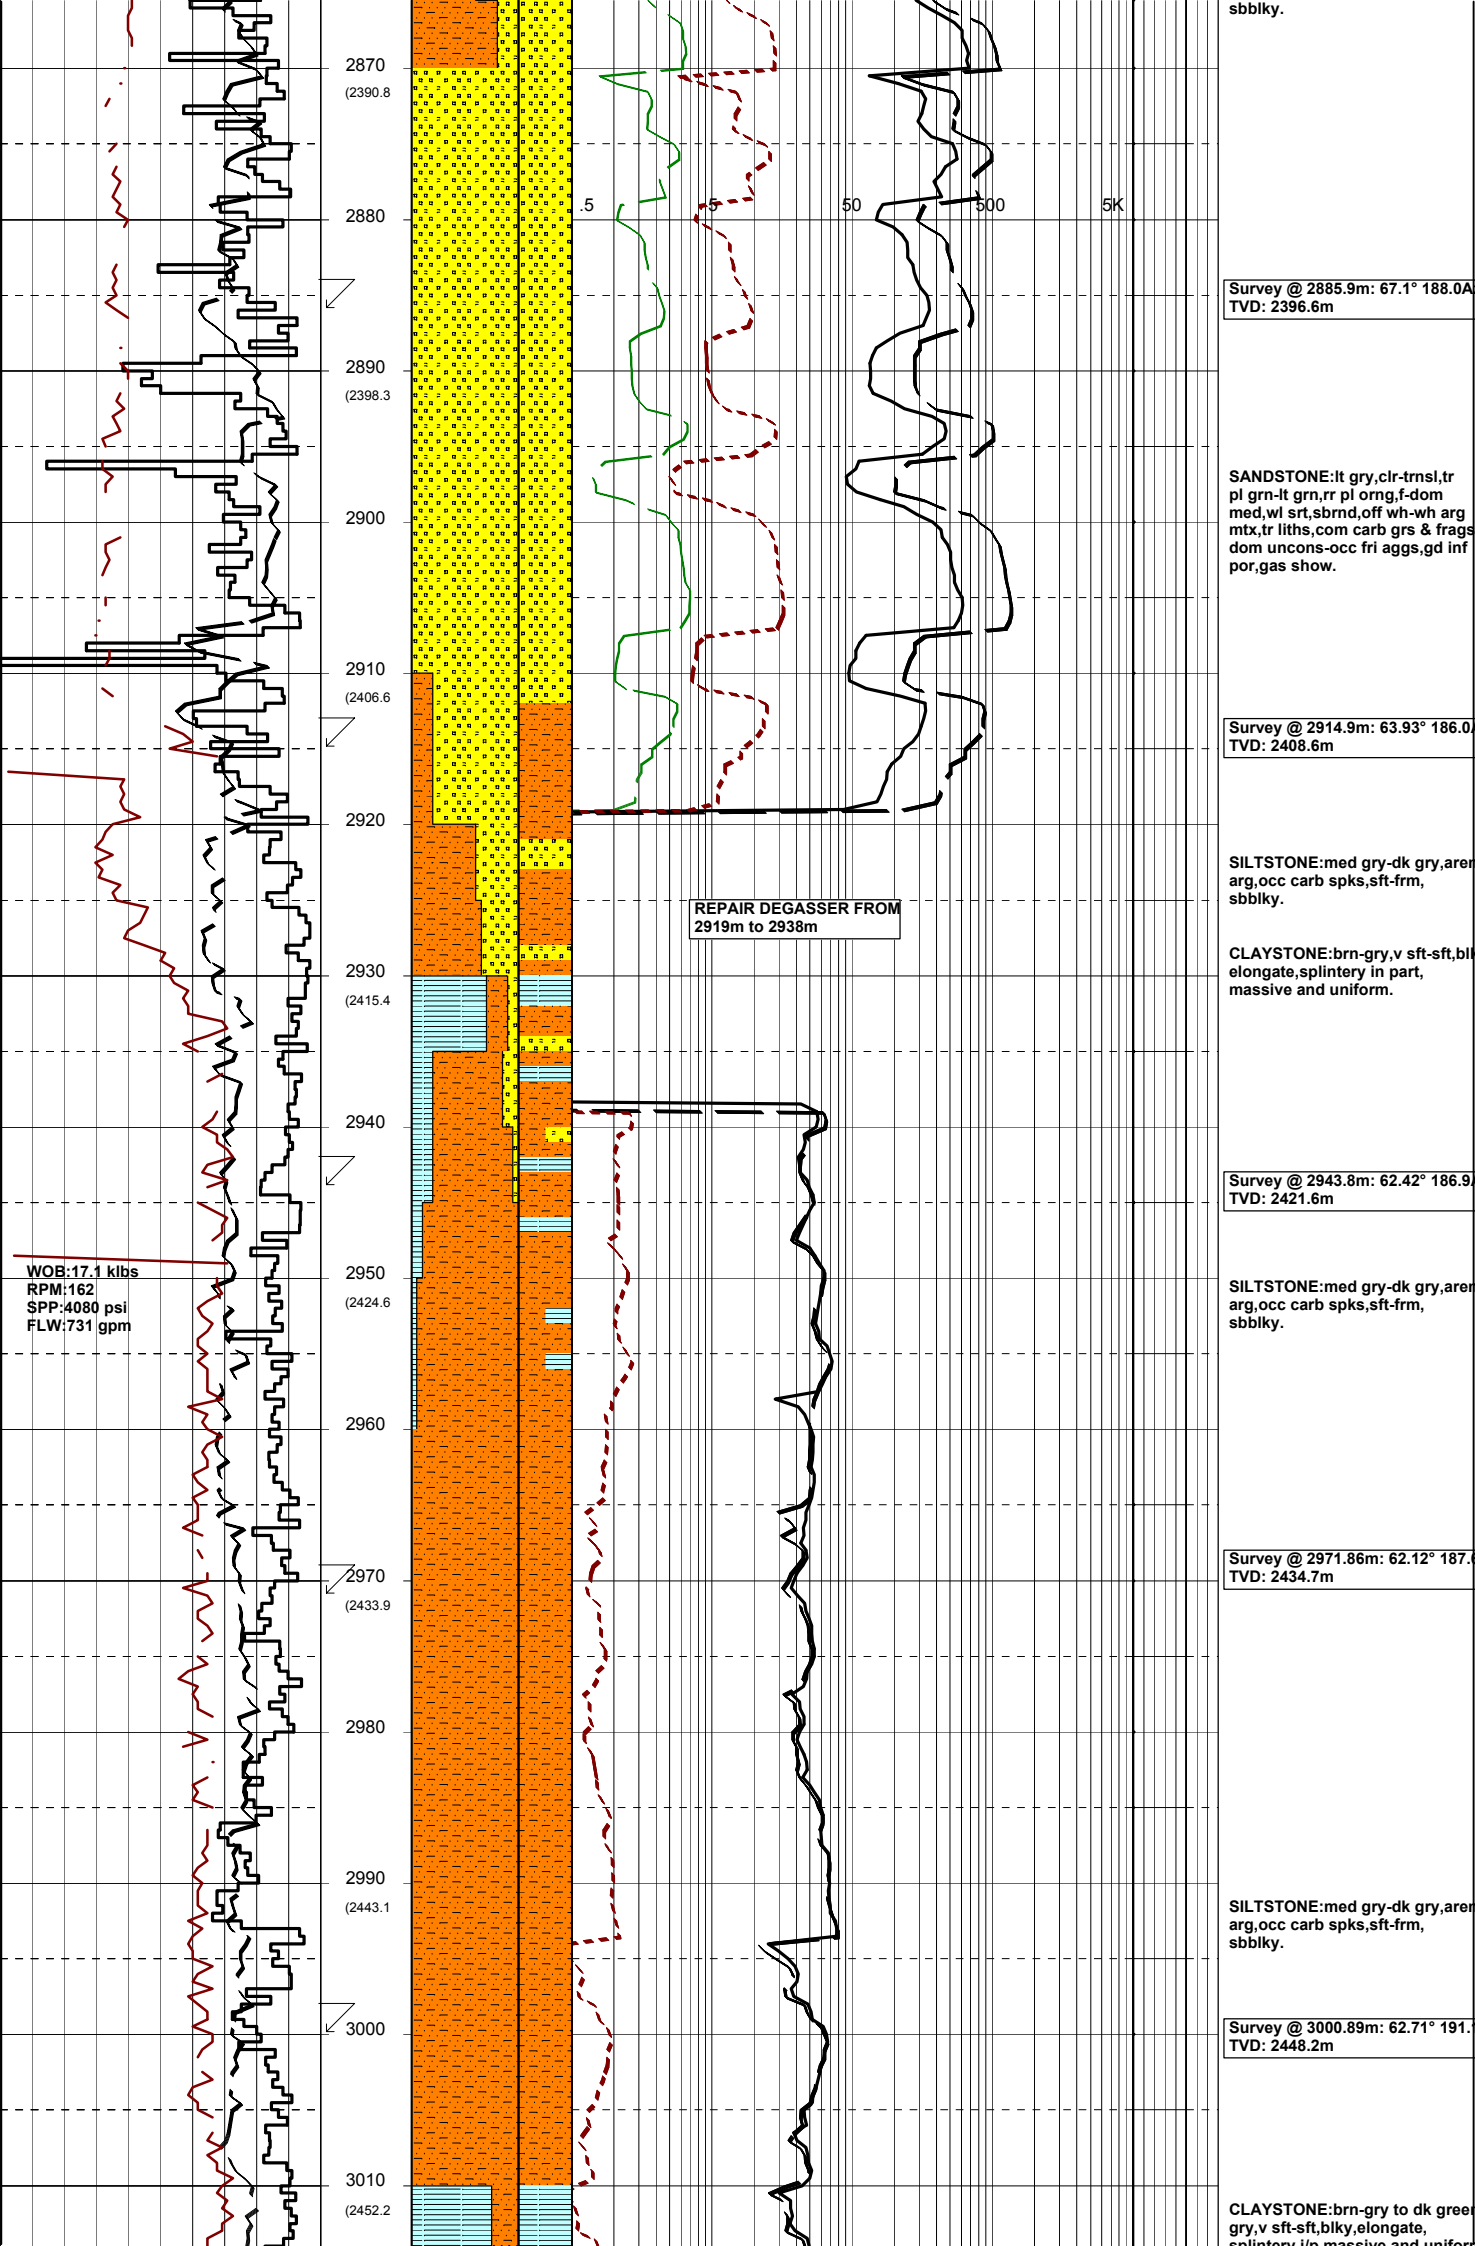 sbblky.
2870
(2390.8
.5
5
50
500
5K
2880
Survey @ 2885.9m: 67.1° 188.0A
TVD: 2396.6m
2890
(2398.3
SANDSTONE:lt gry,clr-trnsl,tr
pl grn-lt grn,rr pl orng,f-dom
med,wl srt,sbrnd,off wh-wh arg
mtx,tr liths,com carb grs & frags
dom uncons-occ fri aggs,gd inf
por,gas show.
2900
2910
(2406.6
Survey @ 2914.9m: 63.93° 186.0
TVD: 2408.6m
2920
SILTSTONE:med gry-dk gry,aren
arg,occ carb spks,sft-frm,
sbblky.
REPAIR DEGASSER FROM
2919m to 2938m
CLAYSTONE:brn-gry,v sft-sft,blk
elongate,splintery in part,
massive and uniform.
2930
(2415.4
2940
Survey @ 2943.8m: 62.42° 186.9
TVD: 2421.6m
WOB:17.1 klbs
RPM:162
SPP:4080 psi
FLW:731 gpm
2950
(2424.6
SILTSTONE:med gry-dk gry,aren
arg,occ carb spks,sft-frm,
sbblky.
2960
Survey @ 2971.86m: 62.12° 187.6
TVD: 2434.7m
2970
(2433.9
2980
2990
(2443.1
SILTSTONE:med gry-dk gry,aren
arg,occ carb spks,sft-frm,
sbblky.
3000
Survey @ 3000.89m: 62.71° 191.1
TVD: 2448.2m
3010
(2452.2
CLAYSTONE:brn-gry to dk green
gry,v sft-sft,blky,elongate,
splintery i/p massive and uniform